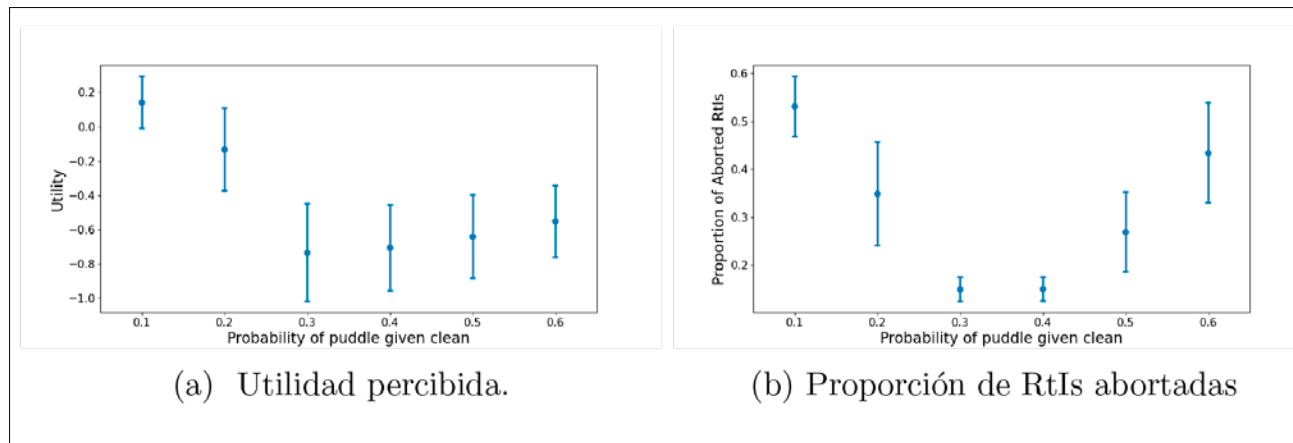 0.2
0.0
−0.2
−0.4
−0.6
−0.8
−1.0
Utility
0.1 0.2 0.3 0.4 0.5 0.6
Probability of puddle given clean
(a) Utilidad percibida.
0.6
0.5
0.4
0.3
0.2
Proportion of Aborted RtIs
0.1 0.2 0.3 0.4 0.5 0.6
Probability of puddle given clean
(b) Proporción de RtIs abortadas